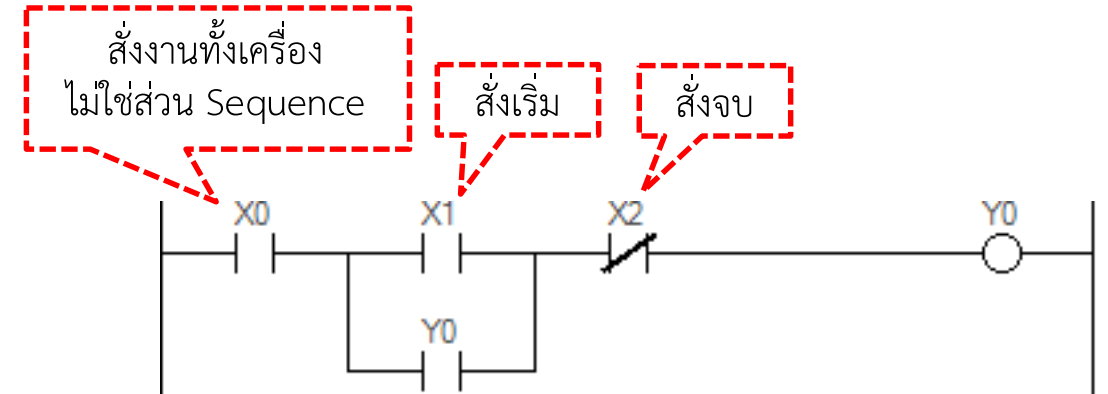 สั่งงานทั้งเครื่อง
ไม่ใช่ส่วน Sequence
สั่งเริ่ม
สั่งจบ
X0 X1 X2 Y0
Y0